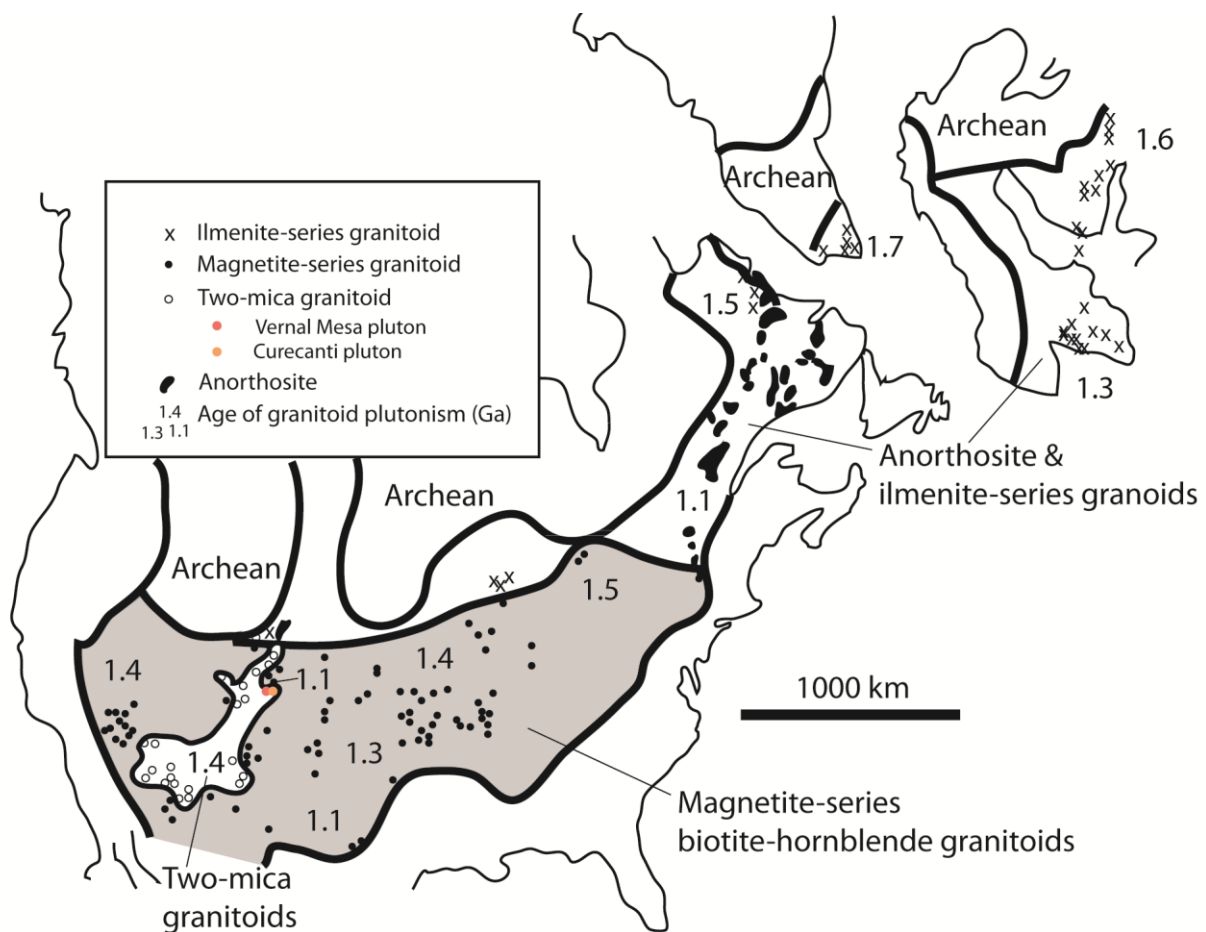 Archean
1.6
Archean
1.7
Ilmenite-series granitoid
Magnetite-series granitoid
Two-mica granitoid
Vernal Mesa pluton
Curecanti pluton
Anorthosite
1.4
1.3 1.1
Age of granitoid plutonism (Ga)
1.5
1.3
Anorthosite &
ilmenite-series granoids
Archean
1.1
Archean
1.5
1.4
1.4
1.1
1000 km
1.4
1.3
1.1
Magnetite-series
biotite-hornblende granitoids
Two-mica
granitoids